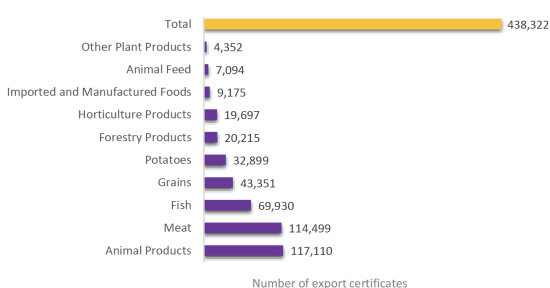 Total 438,322
Other Plant Products 4,352
Animal Feed 7,094
Imported and Manufactured Foods 9,175
Horticulture Products 19,697
Forestry Products 20,215
Potatoes 32,899
Grains 43,351
Fish 69,930
Meat 114,499
Animal Products 117,110
Number of export certificates